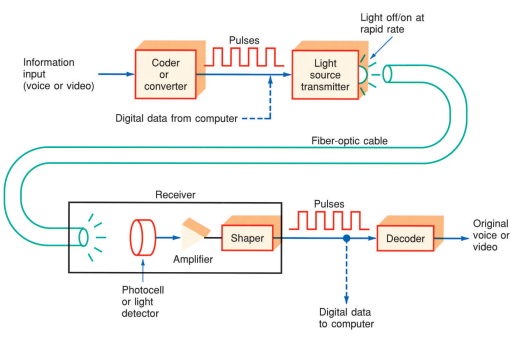 Light off/on at
rapid rate
Pulses
Information
input
(voice or video)
Coder
or
converter
Light
source
transmitter
Digital data from computer
Fiber-optic cable
Receiver
Pulses
Shaper
Decoder
Original
voice or
video
Amplifier
Photocell
or light
detector
Digital data
to computer